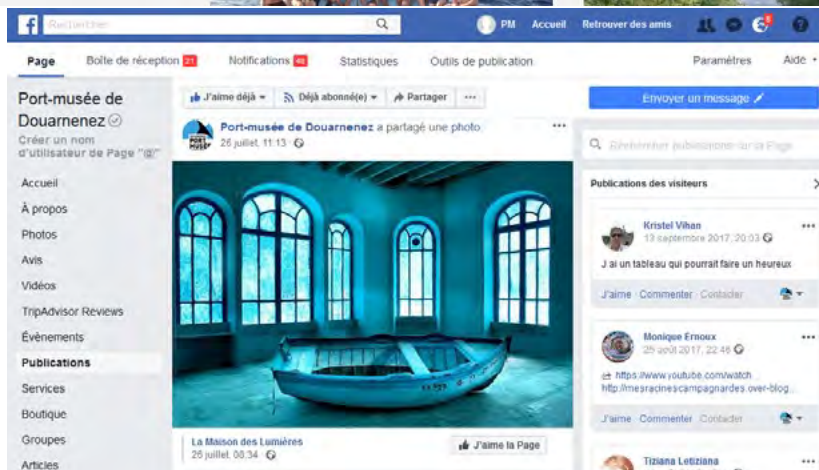 Rechercher
PM Accueil Retrouver des amis
Page Boîte de réception 21 Notifications 48 Statistiques Outils de publication Paramètres Aide
Port-musée de
Douarnenez
Créer un nom
d'utilisateur de Page "@"
Accueil
À propos
Photos
Avis
Vidéos
TripAdvisor Reviews
Évènements
Publications
Services
Boutique
Groupes
Articles
J'aime déjà Déjà abonné(e) Partager ...
Port-musée de Douarnenez a partagé une photo.
26 juillet, 11:13
La Maison des Lumières
26 juillet, 08:34
J'aime la Page
Envoyer un message
Rechercher publications sur la Page
Publications des visiteurs
Kristel Vihan
13 septembre 2017, 20:03
J ai un tableau qui pourrait faire un heureux
J'aime · Commenter · Contacter
Monique Ernoux
25 août 2017, 22:46
https://www.youtube.com/watch...
http://mesracinescampagnardes.over-blog...
J'aime · Commenter · Contacter
Tiziana Letiziana